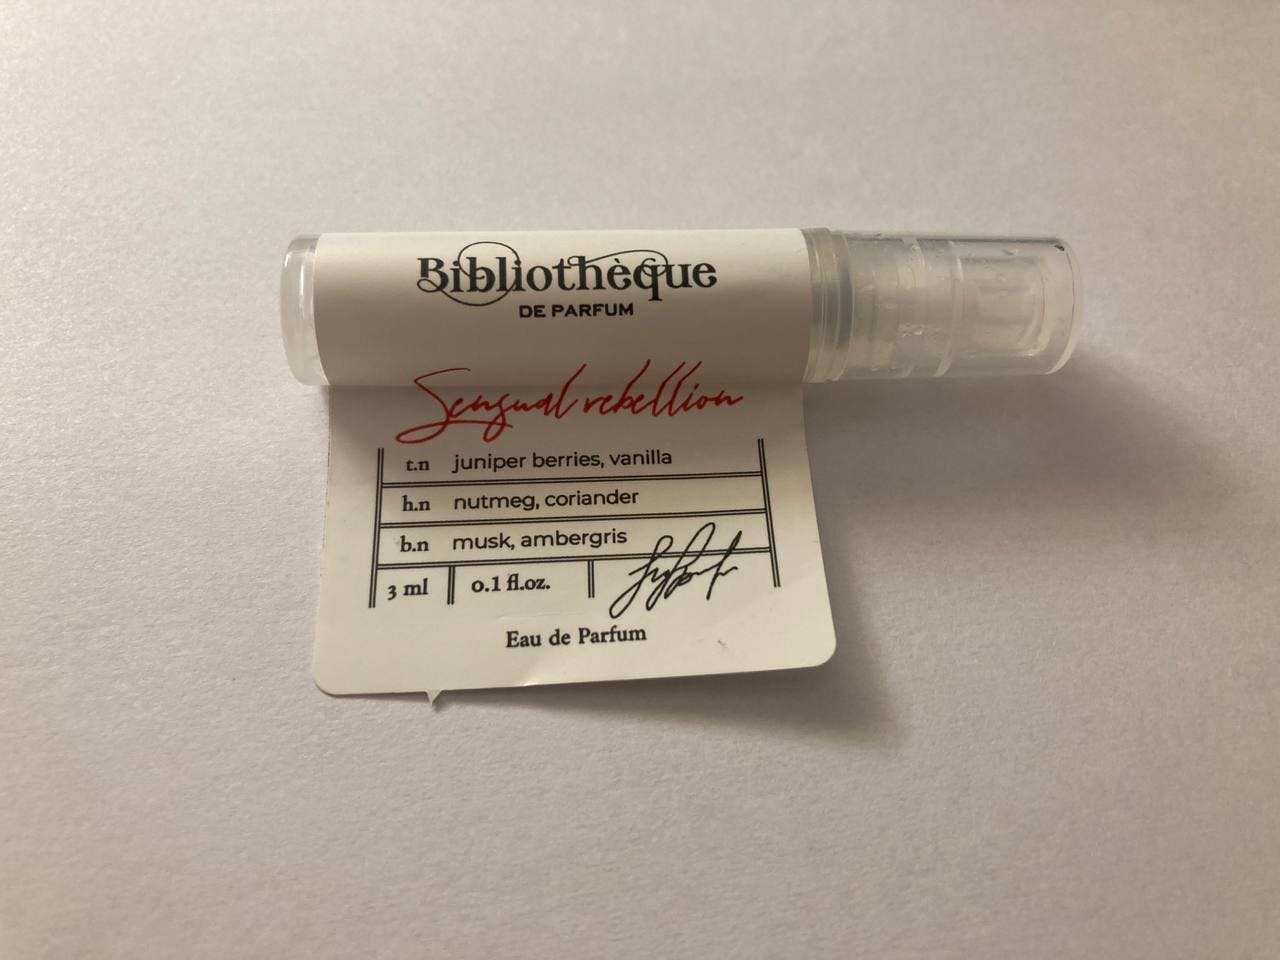 Bibliothèque
DE PARFUM
Sensual rebellion
t.n juniper berries, vanilla
h.n nutmeg, coriander
b.n musk, ambergris
3 ml 0.1 fl.oz.
Eau de Parfum